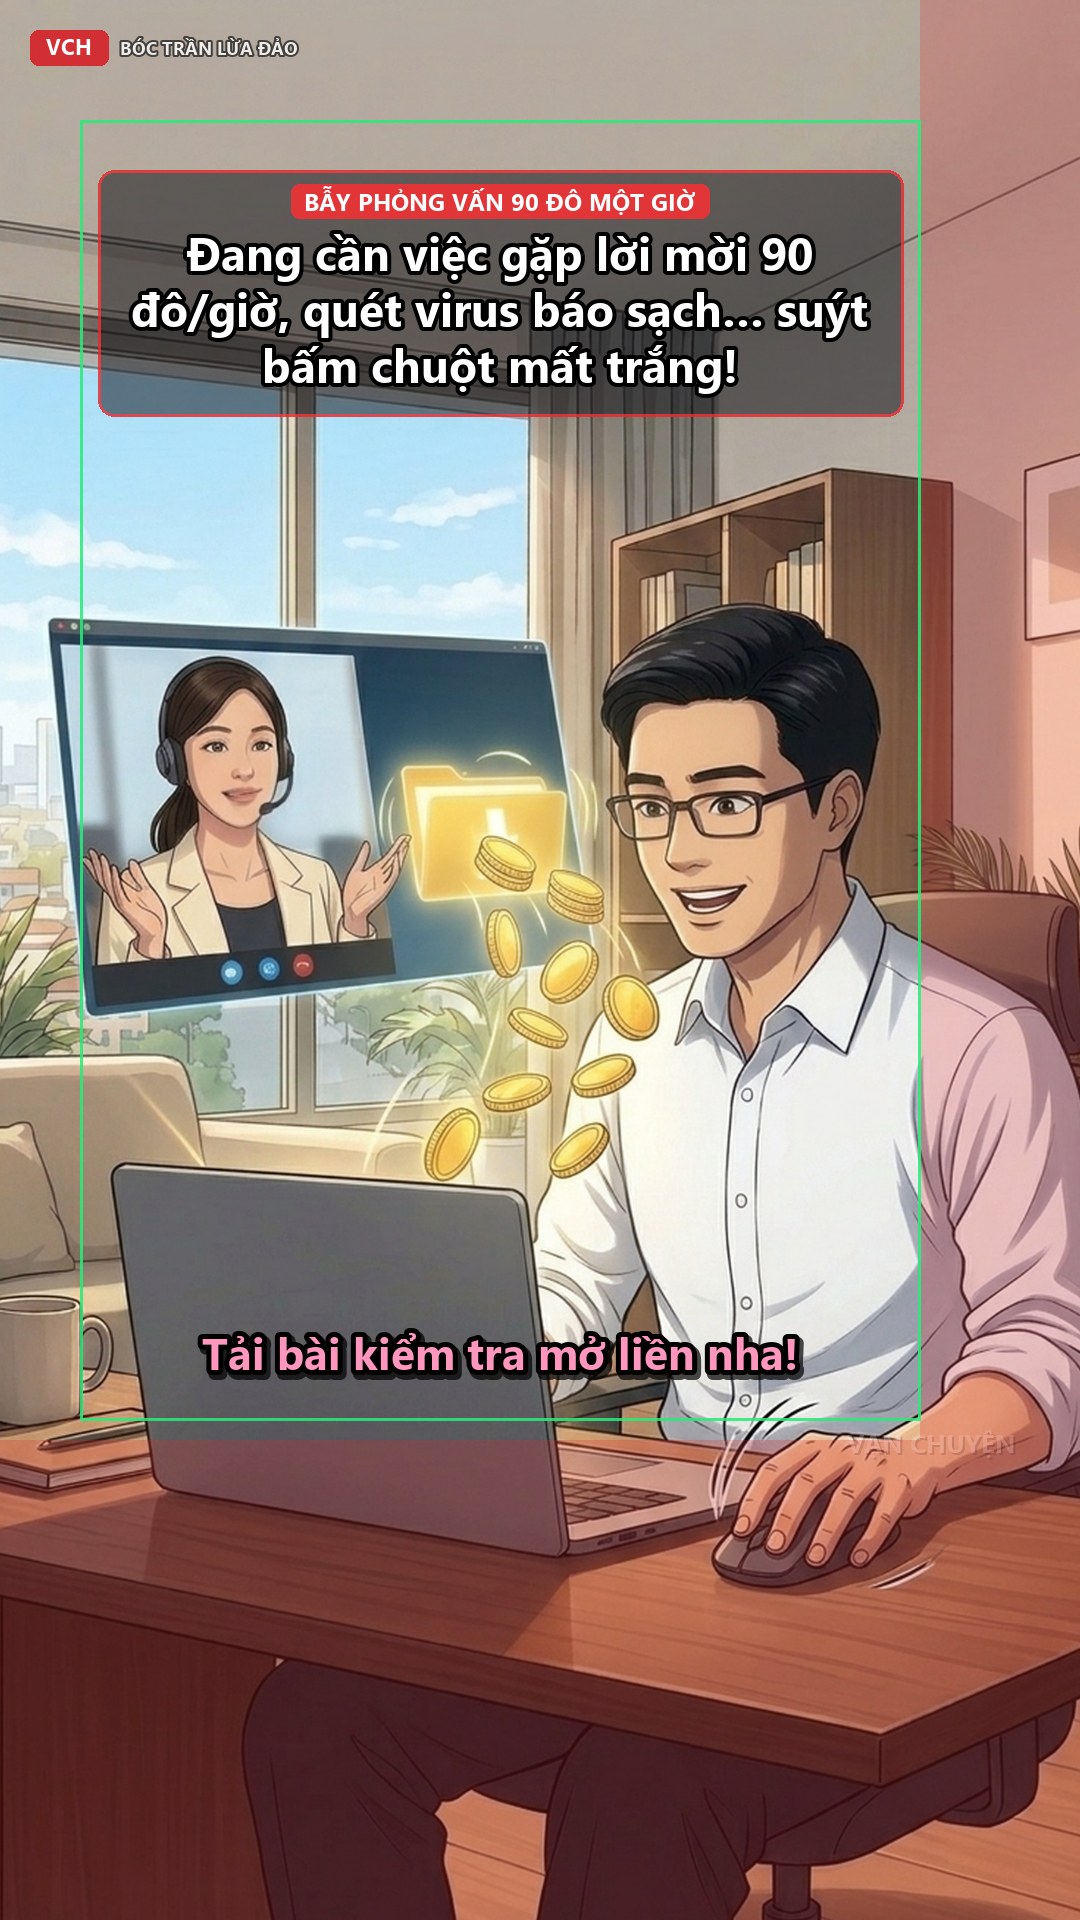 VCH BÓC TRẦN LỪA ĐẢO
BẪY PHỎNG VẤN 90 ĐÔ MỘT GIỜ
Đang cần việc gặp lời mời 90
đô/giờ, quét virus báo sạch... suýt
bấm chuột mất trắng!
Tải bài kiểm tra mở liền nha!
VẠN CHUYỆN